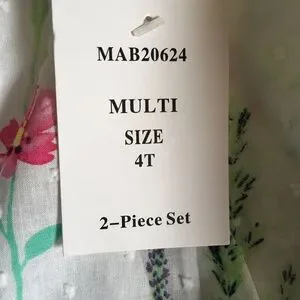 MAB20624
MULTI
SIZE
4T
2-Piece Set